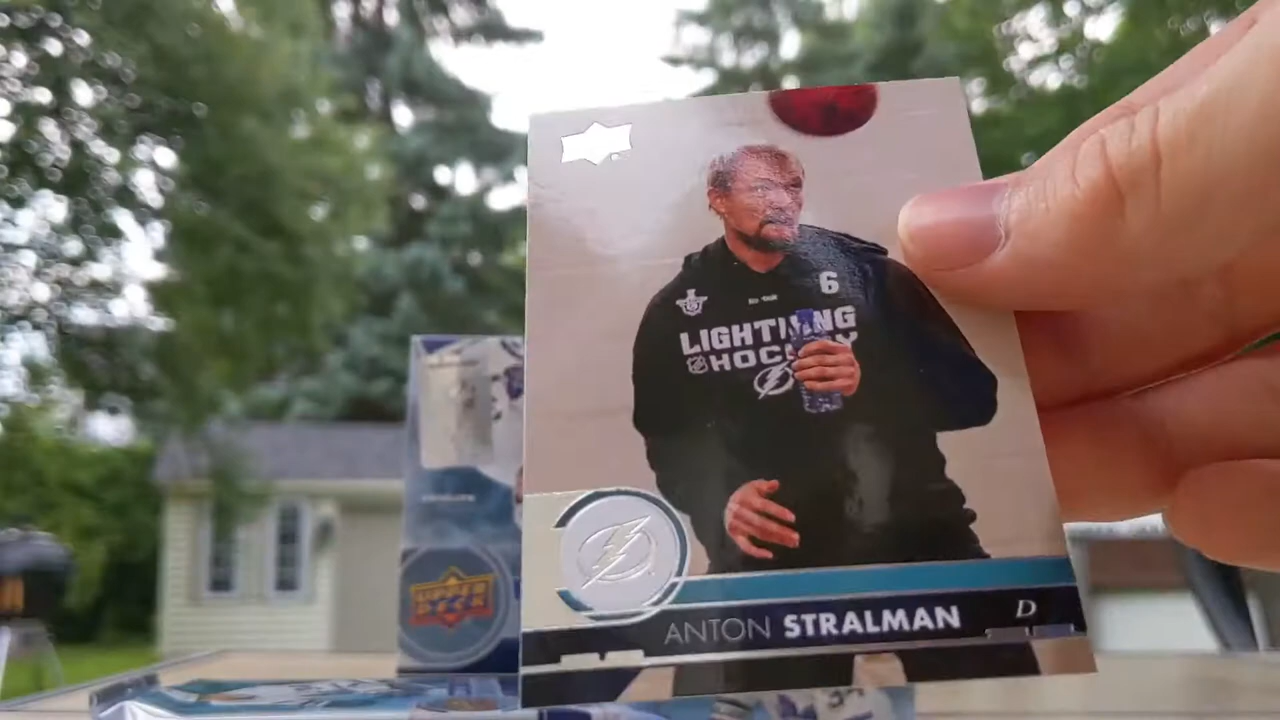 6
LIGHTNING
HOCKEY
UPPER
DECK
ANTON STRALMAN D